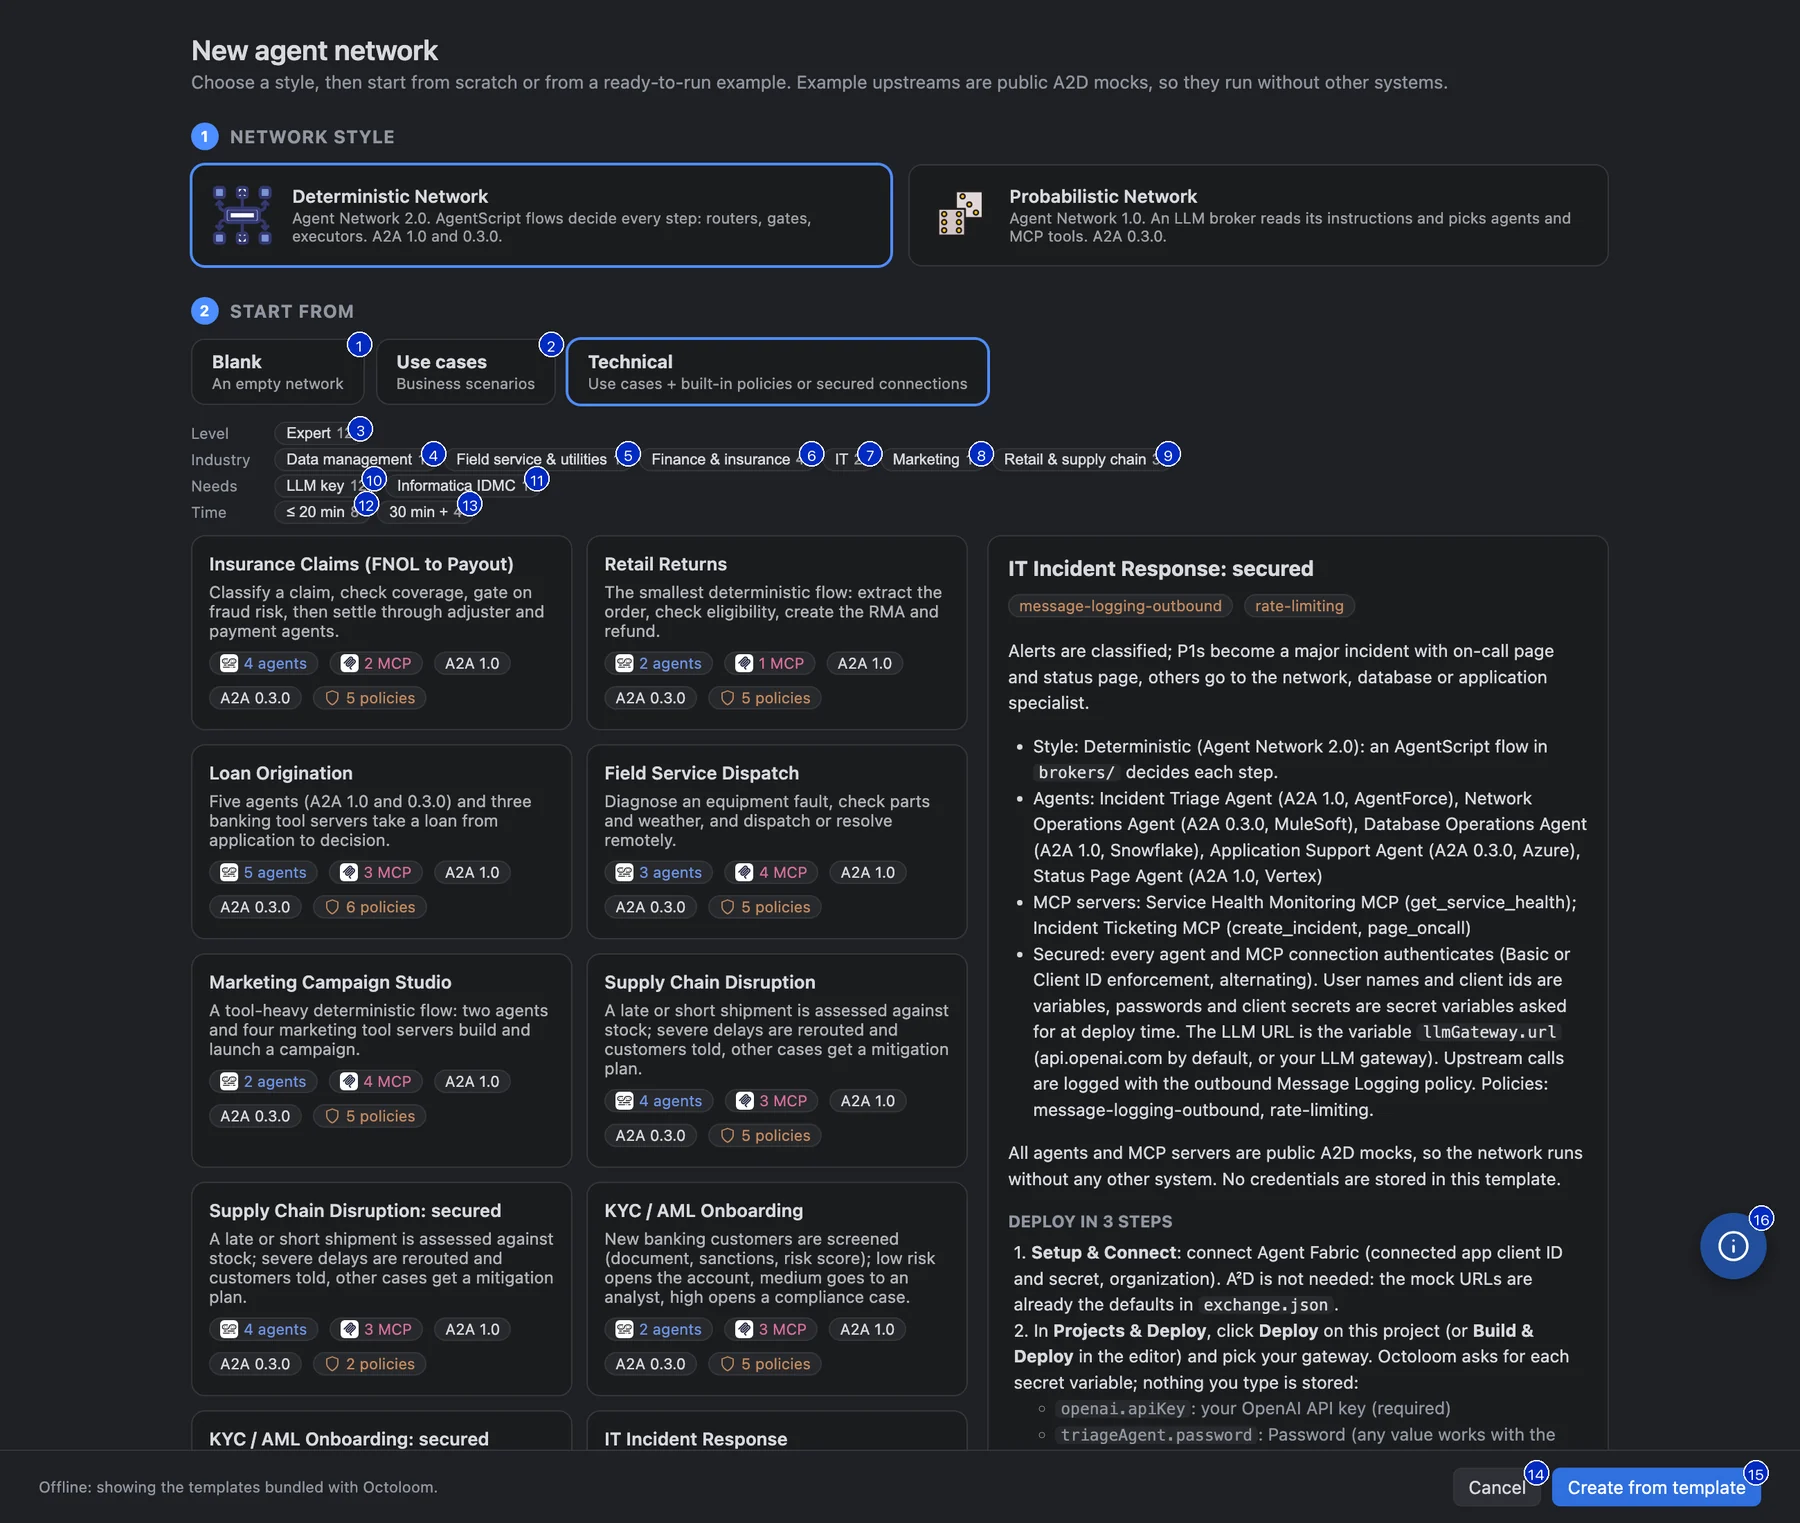 New agent network
Choose a style, then start from scratch or from a ready-to-run example. Example upstreams are public A2D mocks, so they run without other systems.
1 NETWORK STYLE
Deterministic Network
Agent Network 2.0. AgentScript flows decide every step: routers, gates,
executors. A2A 1.0 and 0.3.0.
Probabilistic Network
Agent Network 1.0. An LLM broker reads its instructions and picks agents and
MCP tools. A2A 0.3.0.
2 START FROM
Blank 1
An empty network
Use cases 2
Business scenarios
Technical
Use cases + built-in policies or secured connections
Level Expert 12 3
Industry Data management 4 Field service & utilities 5 Finance & insurance 6 IT 2 7 Marketing 8 Retail & supply chain 9
Needs LLM key 12 10 Informatica IDMC 11
Time ≤ 20 min 8 12 30 min + 4 13
Insurance Claims (FNOL to Payout)
Classify a claim, check coverage, gate on
fraud risk, then settle through adjuster and
payment agents.
4 agents 2 MCP A2A 1.0
A2A 0.3.0 5 policies
Retail Returns
The smallest deterministic flow: extract the
order, check eligibility, create the RMA and
refund.
2 agents 1 MCP A2A 1.0
A2A 0.3.0 5 policies
Loan Origination
Five agents (A2A 1.0 and 0.3.0) and three
banking tool servers take a loan from
application to decision.
5 agents 3 MCP A2A 1.0
A2A 0.3.0 6 policies
Field Service Dispatch
Diagnose an equipment fault, check parts
and weather, and dispatch or resolve
remotely.
3 agents 4 MCP A2A 1.0
A2A 0.3.0 5 policies
Marketing Campaign Studio
A tool-heavy deterministic flow: two agents
and four marketing tool servers build and
launch a campaign.
2 agents 4 MCP A2A 1.0
A2A 0.3.0 5 policies
Supply Chain Disruption
A late or short shipment is assessed against
stock; severe delays are rerouted and
customers told, other cases get a mitigation
plan.
4 agents 3 MCP A2A 1.0
A2A 0.3.0 5 policies
Supply Chain Disruption: secured
A late or short shipment is assessed against
stock; severe delays are rerouted and
customers told, other cases get a mitigation
plan.
4 agents 3 MCP A2A 1.0
A2A 0.3.0 2 policies
KYC / AML Onboarding
New banking customers are screened
(document, sanctions, risk score); low risk
opens the account, medium goes to an
analyst, high opens a compliance case.
2 agents 3 MCP A2A 1.0
A2A 0.3.0 5 policies
KYC / AML Onboarding: secured
IT Incident Response
IT Incident Response: secured
message-logging-outbound rate-limiting
Alerts are classified; P1s become a major incident with on-call page
and status page, others go to the network, database or application
specialist.
• Style: Deterministic (Agent Network 2.0): an AgentScript flow in
brokers/ decides each step.
• Agents: Incident Triage Agent (A2A 1.0, AgentForce), Network
Operations Agent (A2A 0.3.0, MuleSoft), Database Operations Agent
(A2A 1.0, Snowflake), Application Support Agent (A2A 0.3.0, Azure),
Status Page Agent (A2A 1.0, Vertex)
• MCP servers: Service Health Monitoring MCP (get_service_health);
Incident Ticketing MCP (create_incident, page_oncall)
• Secured: every agent and MCP connection authenticates (Basic or
Client ID enforcement, alternating). User names and client ids are
variables, passwords and client secrets are secret variables asked
for at deploy time. The LLM URL is the variable llmGateway.url
(api.openai.com by default, or your LLM gateway). Upstream calls
are logged with the outbound Message Logging policy. Policies:
message-logging-outbound, rate-limiting.
All agents and MCP servers are public A2D mocks, so the network runs
without any other system. No credentials are stored in this template.
DEPLOY IN 3 STEPS
1. Setup & Connect: connect Agent Fabric (connected app client ID
and secret, organization). A²D is not needed: the mock URLs are
already the defaults in exchange.json.
2. In Projects & Deploy, click Deploy on this project (or Build &
Deploy in the editor) and pick your gateway. Octoloom asks for each
secret variable; nothing you type is stored:
◦ openai.apiKey: your OpenAI API key (required)
◦ triageAgent.password: Password (any value works with the
16
Offline: showing the templates bundled with Octoloom.
Cancel 14
Create from template 15